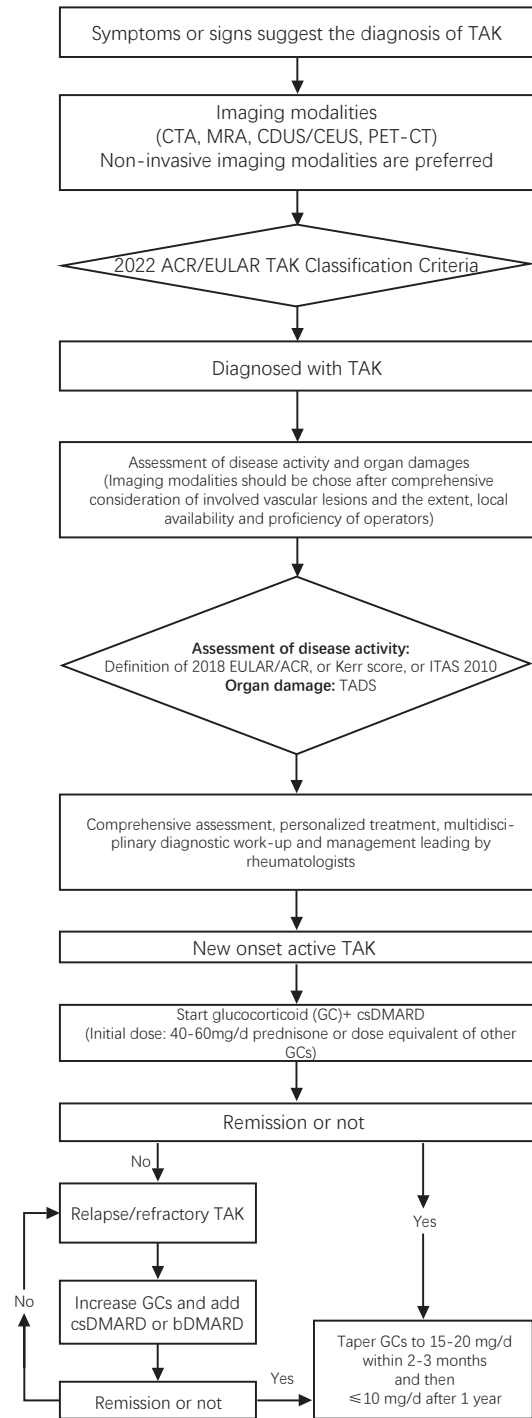 Symptoms or signs suggest the diagnosis of TAK
Imaging modalities
(CTA, MRA, CDUS/CEUS, PET-CT)
Non-invasive imaging modalities are preferred
2022 ACR/EULAR TAK Classification Criteria
Diagnosed with TAK
Assessment of disease activity and organ damages
(Imaging modalities should be chose after comprehensive
consideration of involved vascular lesions and the extent, local
availability and proficiency of operators)
Assessment of disease activity:
Definition of 2018 EULAR/ACR, or Kerr score, or ITAS 2010
Organ damage: TADS
Comprehensive assessment, personalized treatment, multidisci-
plinary diagnostic work-up and management leading by
rheumatologists
New onset active TAK
Start glucocorticoid (GC)+ csDMARD
(Initial dose: 40-60mg/d prednisone or dose equivalent of other
GCs)
Remission or not
No
Relapse/refractory TAK
Yes
No
Increase GCs and add
csDMARD or bDMARD
Remission or not
Yes
Taper GCs to 15-20 mg/d
within 2-3 months
and then
≤10 mg/d after 1 year